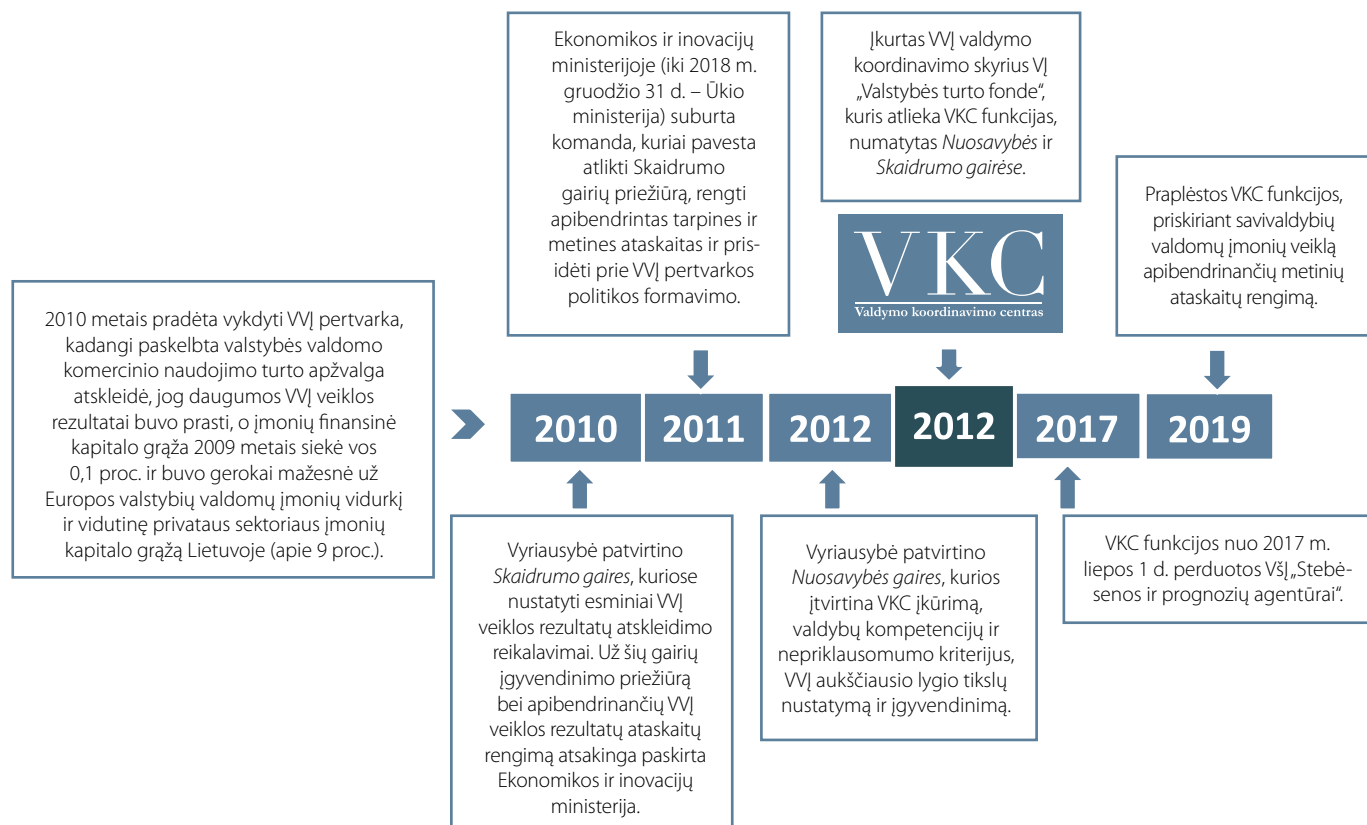 Ekonomikos ir inovacijų
ministerijoje (iki 2018 m.
gruodžio 31 d. – Ūkio
ministerija) suburta
komanda, kuriai pavesta
atlikti Skaidrumo
gairių priežiūrą, rengti
apibendrintas tarpines ir
metines ataskaitas ir pris-
idėti prie VVĮ pertvarkos
politikos formavimo.
Įkurtas VVĮ valdymo
koordinavimo skyrius VĮ
„Valstybės turto fonde“,
kuris atlieka VKC funkcijas,
numatytas Nuosavybės ir
Skaidrumo gairėse.
VKC
Valdymo koordinavimo centras
Praplėstos VKC funkcijos,
priskiriant savivaldybių
valdomų įmonių veiklą
apibendrinančių metinių
ataskaitų rengimą.
2010 metais pradėta vykdyti VVĮ pertvarka,
kadangi paskelbta valstybės valdomo
komercinio naudojimo turto apžvalga
atskleidė, jog daugumos VVĮ veiklos
rezultatai buvo prasti, o įmonių finansinė
kapitalo grąža 2009 metais siekė vos
0,1 proc. ir buvo gerokai mažesnė už
Europos valstybių valdomų įmonių vidurkį
ir vidutinę privataus sektoriaus įmonių
kapitalo grąžą Lietuvoje (apie 9 proc.).
2010 2011 2012 2012 2017 2019
Vyriausybė patvirtino
Skaidrumo gaires, kuriose
nustatyti esminiai VVĮ
veiklos rezultatų atskleidimo
reikalavimai. Už šių gairių
įgyvendinimo priežiūrą
bei apibendrinančių VVĮ
veiklos rezultatų ataskaitų
rengimą atsakinga paskirta
Ekonomikos ir inovacijų
ministerija.
Vyriausybė patvirtino
Nuosavybės gaires, kurios
įtvirtina VKC įkūrimą,
valdybų kompetencijų ir
nepriklausomumo kriterijus,
VVĮ aukščiausio lygio tikslų
nustatymą ir įgyvendinimą.
VKC funkcijos nuo 2017 m.
liepos 1 d. perduotos VšĮ „Stebė-
senos ir prognozių agentūrai“.